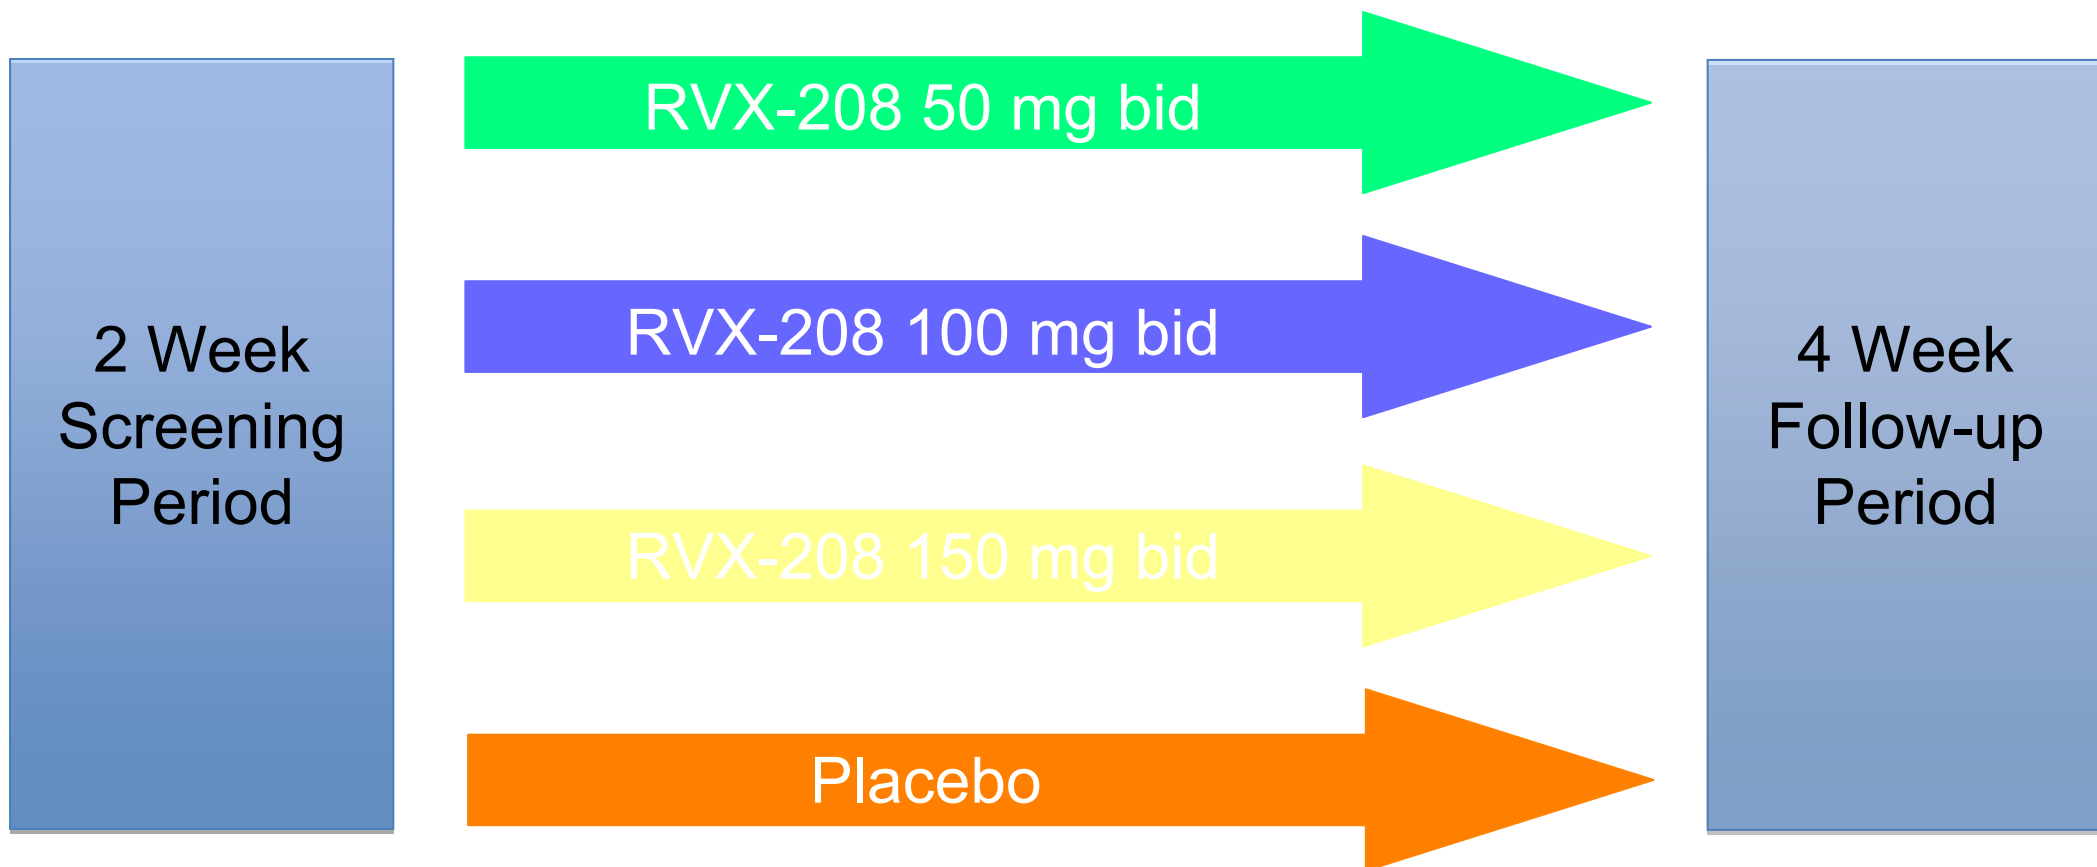 2 Week
Screening
Period
RVX-208 50 mg bid
RVX-208 100 mg bid
RVX-208 150 mg bid
Placebo
4 Week
Follow-up
Period